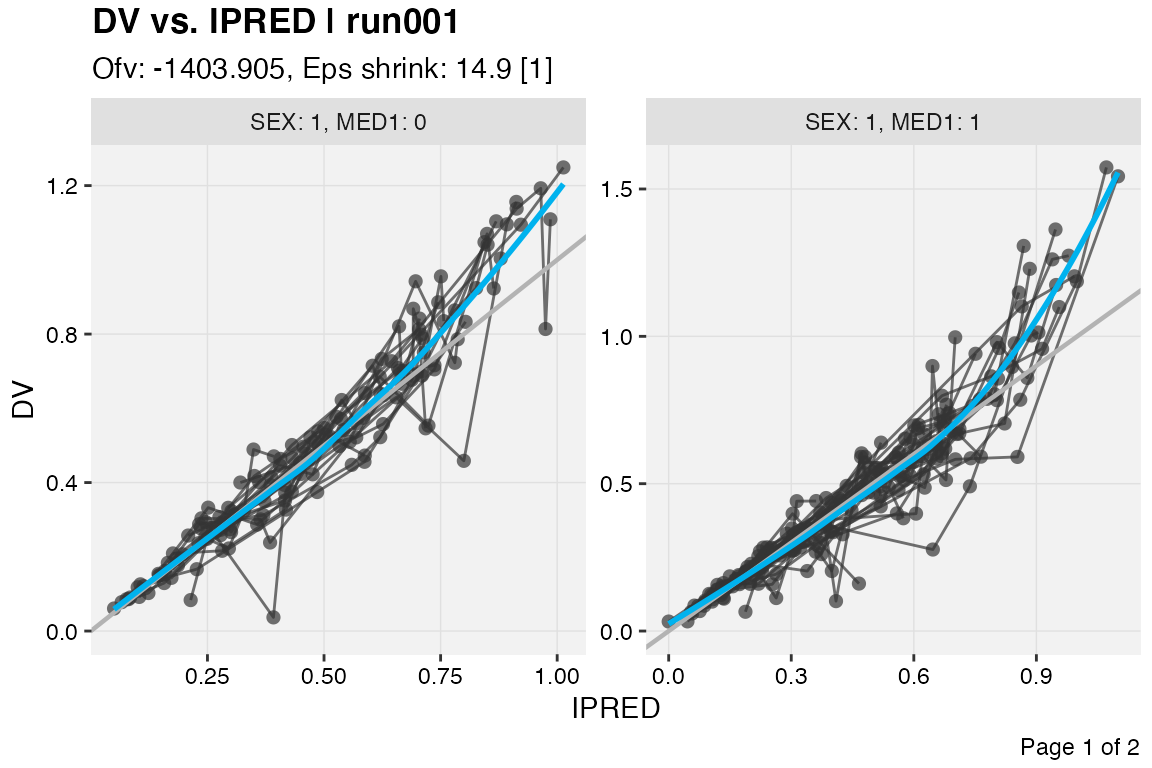 DV vs. IPRED | run001
Ofv: -1403.905, Eps shrink: 14.9 [1]
SEX: 1, MED1: 0
SEX: 1, MED1: 1
DV
1.2
0.8
0.4
0.0
1.5
1.0
0.5
0.0
0.25 0.50 0.75 1.00
0.0 0.3 0.6 0.9
IPRED
Page 1 of 2